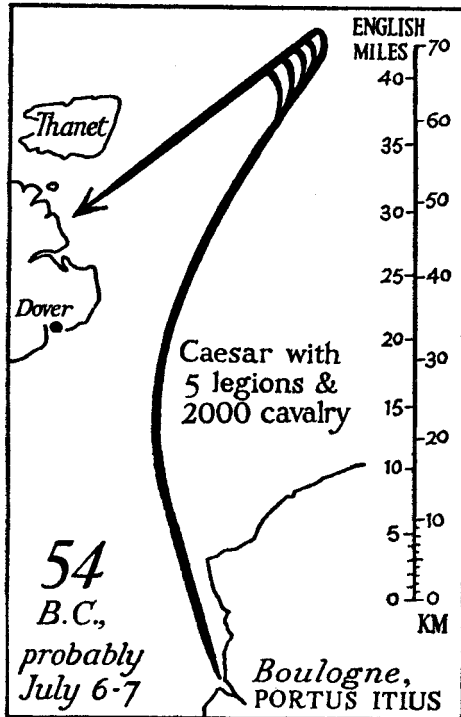 ENGLISH
MILES
70
40
60
35
50
30
25
40
20
30
15
20
10
10
5
0
0
KM
Thanet
Dover
Caesar with
5 legions &
2000 cavalry
54
B.C.,
probably
July 6-7
Boulogne,
PORTUS ITIUS